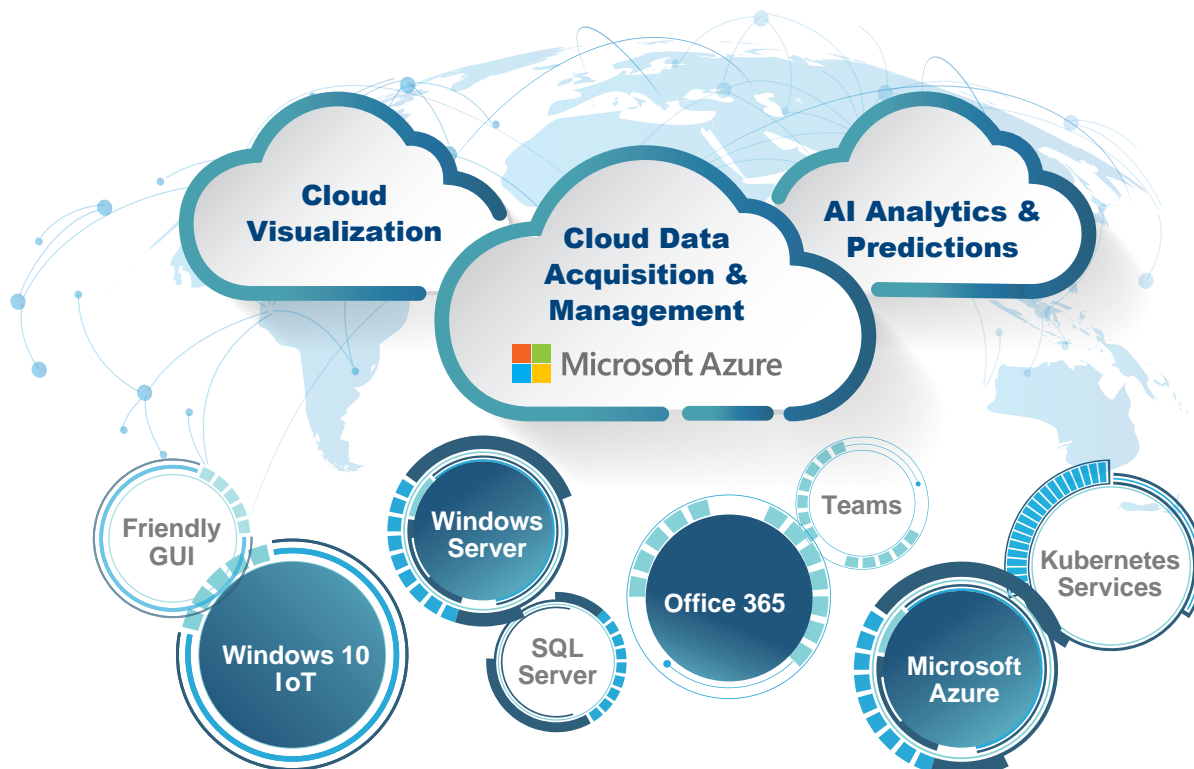 Cloud
Visualization
Cloud Data
Acquisition &
Management
Microsoft Azure
AI Analytics &
Predictions
Friendly
GUI
Windows 10
IoT
Windows
Server
SQL
Server
Office 365
Teams
Microsoft
Azure
Kubernetes
Services